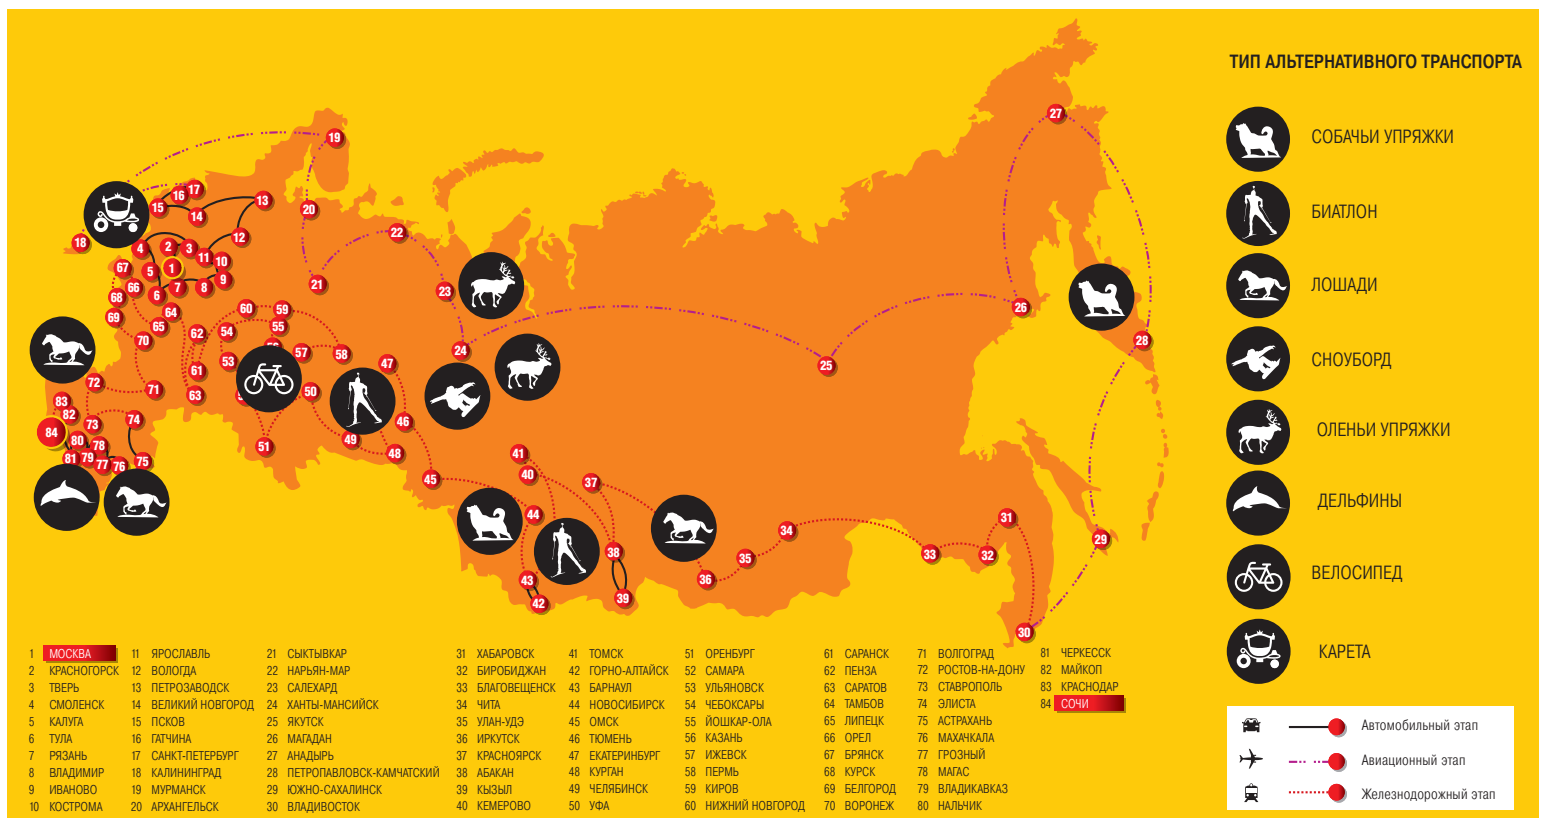 ТИП АЛЬТЕРНАТИВНОГО ТРАНСПОРТА
СОБАЧЬИ УПРЯЖКИ
БИАТЛОН
ЛОШАДИ
СНОУБОРД
ОЛЕНЬИ УПРЯЖКИ
ДЕЛЬФИНЫ
ВЕЛОСИПЕД
КАРЕТА
Автомобильный этап
Авиационный этап
Железнодорожный этап
1 МОСКВА
2 КРАСНОГОРСК
3 ТВЕРЬ
4 СМОЛЕНСК
5 КАЛУГА
6 ТУЛА
7 РЯЗАНЬ
8 ВЛАДИМИР
9 ИВАНОВО
10 КОСТРОМА
11 ЯРОСЛАВЛЬ
12 ВОЛОГДА
13 ПЕТРОЗАВОДСК
14 ВЕЛИКИЙ НОВГОРОД
15 ПСКОВ
16 ГАТЧИНА
17 САНКТ-ПЕТЕРБУРГ
18 КАЛИНИНГРАД
19 МУРМАНСК
20 АРХАНГЕЛЬСК
21 СЫКТЫВКАР
22 НАРЬЯН-МАР
23 САЛЕХАРД
24 ХАНТЫ-МАНСИЙСК
25 ЯКУТСК
26 МАГАДАН
27 АНАДЫРЬ
28 ПЕТРОПАВЛОВСК-КАМЧАТСКИЙ
29 ЮЖНО-САХАЛИНСК
30 ВЛАДИВОСТОК
31 ХАБАРОВСК
32 БИРОБИДЖАН
33 БЛАГОВЕЩЕНСК
34 ЧИТА
35 УЛАН-УДЭ
36 ИРКУТСК
37 КРАСНОЯРСК
38 АБАКАН
39 КЫЗЫЛ
40 КЕМЕРОВО
41 ТОМСК
42 ГОРНО-АЛТАЙСК
43 БАРНАУЛ
44 НОВОСИБИРСК
45 ОМСК
46 ТЮМЕНЬ
47 ЕКАТЕРИНБУРГ
48 КУРГАН
49 ЧЕЛЯБИНСК
50 УФА
51 ОРЕНБУРГ
52 САМАРА
53 УЛЬЯНОВСК
54 ЧЕБОКСАРЫ
55 ЙОШКАР-ОЛА
56 КАЗАНЬ
57 ИЖЕВСК
58 ПЕРМЬ
59 КИРОВ
60 НИЖНИЙ НОВГОРОД
61 САРАНСК
62 ПЕНЗА
63 САРАТОВ
64 ТАМБОВ
65 ЛИПЕЦК
66 ОРЕЛ
67 БРЯНСК
68 КУРСК
69 БЕЛГОРОД
70 ВОРОНЕЖ
71 ВОЛГОГРАД
72 РОСТОВ-НА-ДОНУ
73 СТАВРОПОЛЬ
74 ЭЛИСТА
75 АСТРАХАНЬ
76 МАХАЧКАЛА
77 ГРОЗНЫЙ
78 МАГАС
79 ВЛАДИКАВКАЗ
80 НАЛЬЧИК
81 ЧЕРКЕССК
82 МАЙКОП
83 КРАСНОДАР
84 СОЧИ